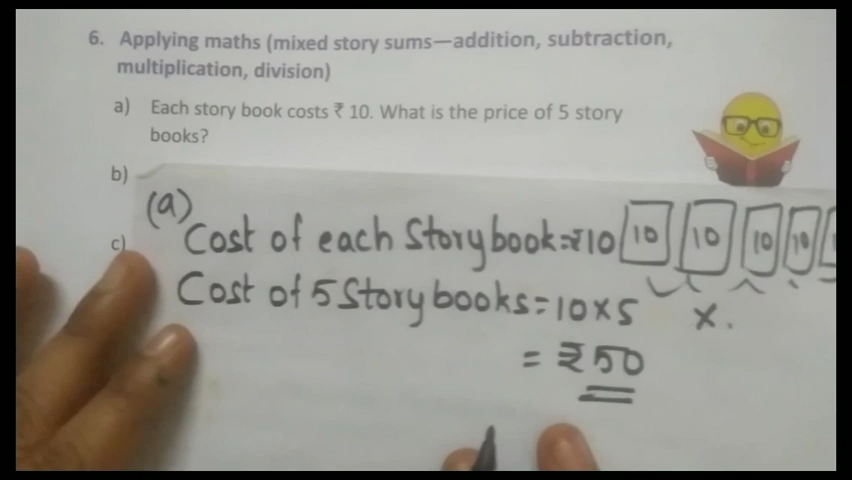 6. Applying maths (mixed story sums—addition, subtraction,
multiplication, division)
a) Each story book costs ₹ 10. What is the price of 5 story
books?
b)
(a)
Cost of each Storybook=₹10 10 10 10 10
c)
Cost of 5 Story books=10×5 ×.
= ₹50